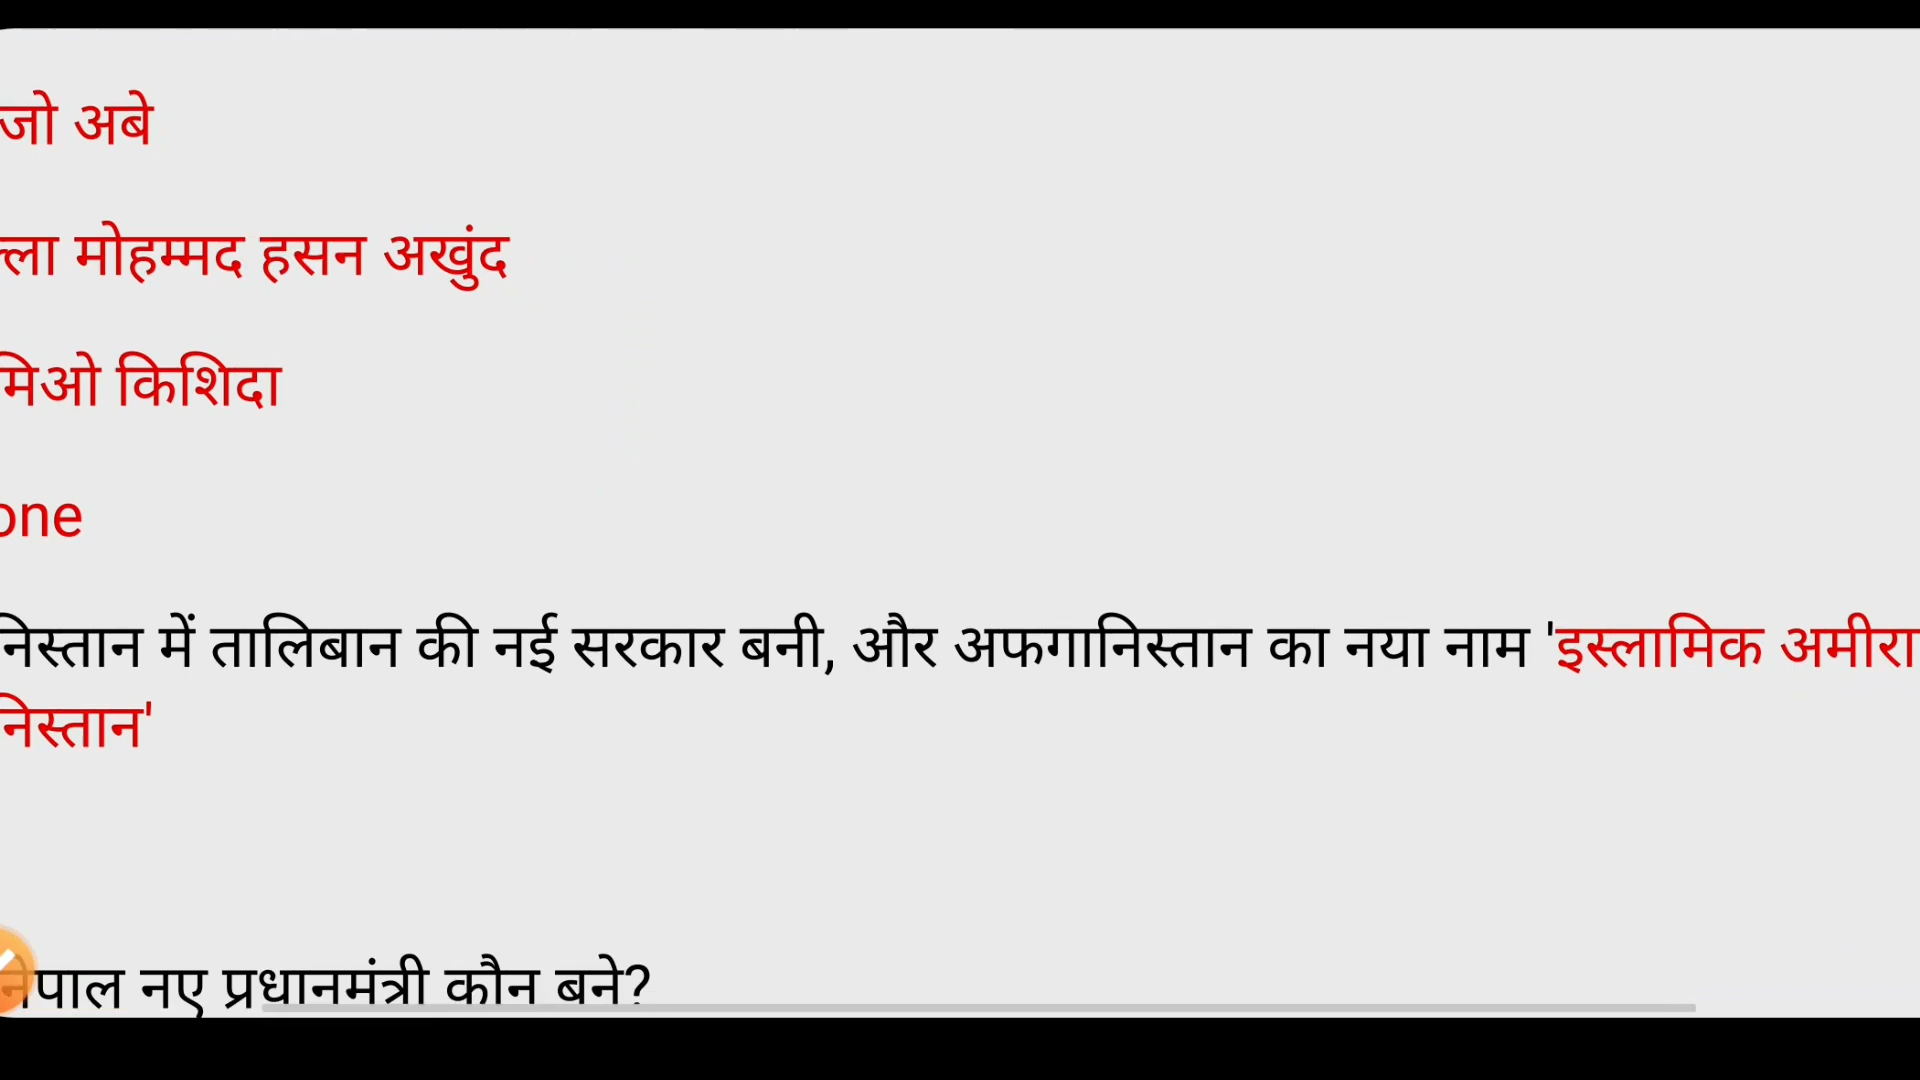 जो अबे
ल्ला मोहम्मद हसन अखुंद
मिओ किशिदा
one
निस्तान में तालिबान की नई सरकार बनी, और अफगानिस्तान का नया नाम 'इस्लामिक अमीरा
निस्तान'
नेपाल नए प्रधानमंत्री कौन बने?